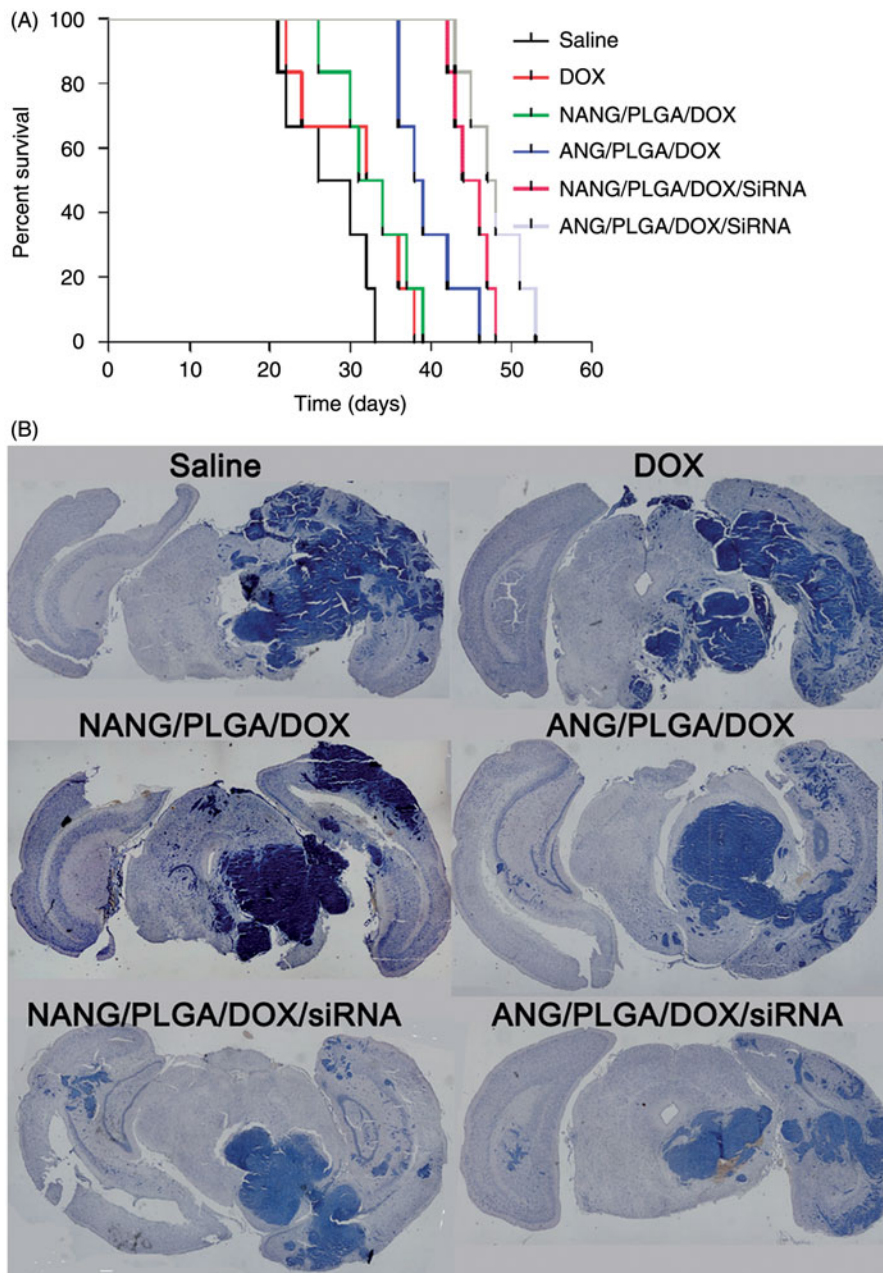 (A)
100
80
60
40
20
0
Percent survival
0 10 20 30 40 50 60
Time (days)
Saline
DOX
NANG/PLGA/DOX
ANG/PLGA/DOX
NANG/PLGA/DOX/SiRNA
ANG/PLGA/DOX/SiRNA
(B)
Saline
DOX
NANG/PLGA/DOX
ANG/PLGA/DOX
NANG/PLGA/DOX/siRNA
ANG/PLGA/DOX/siRNA